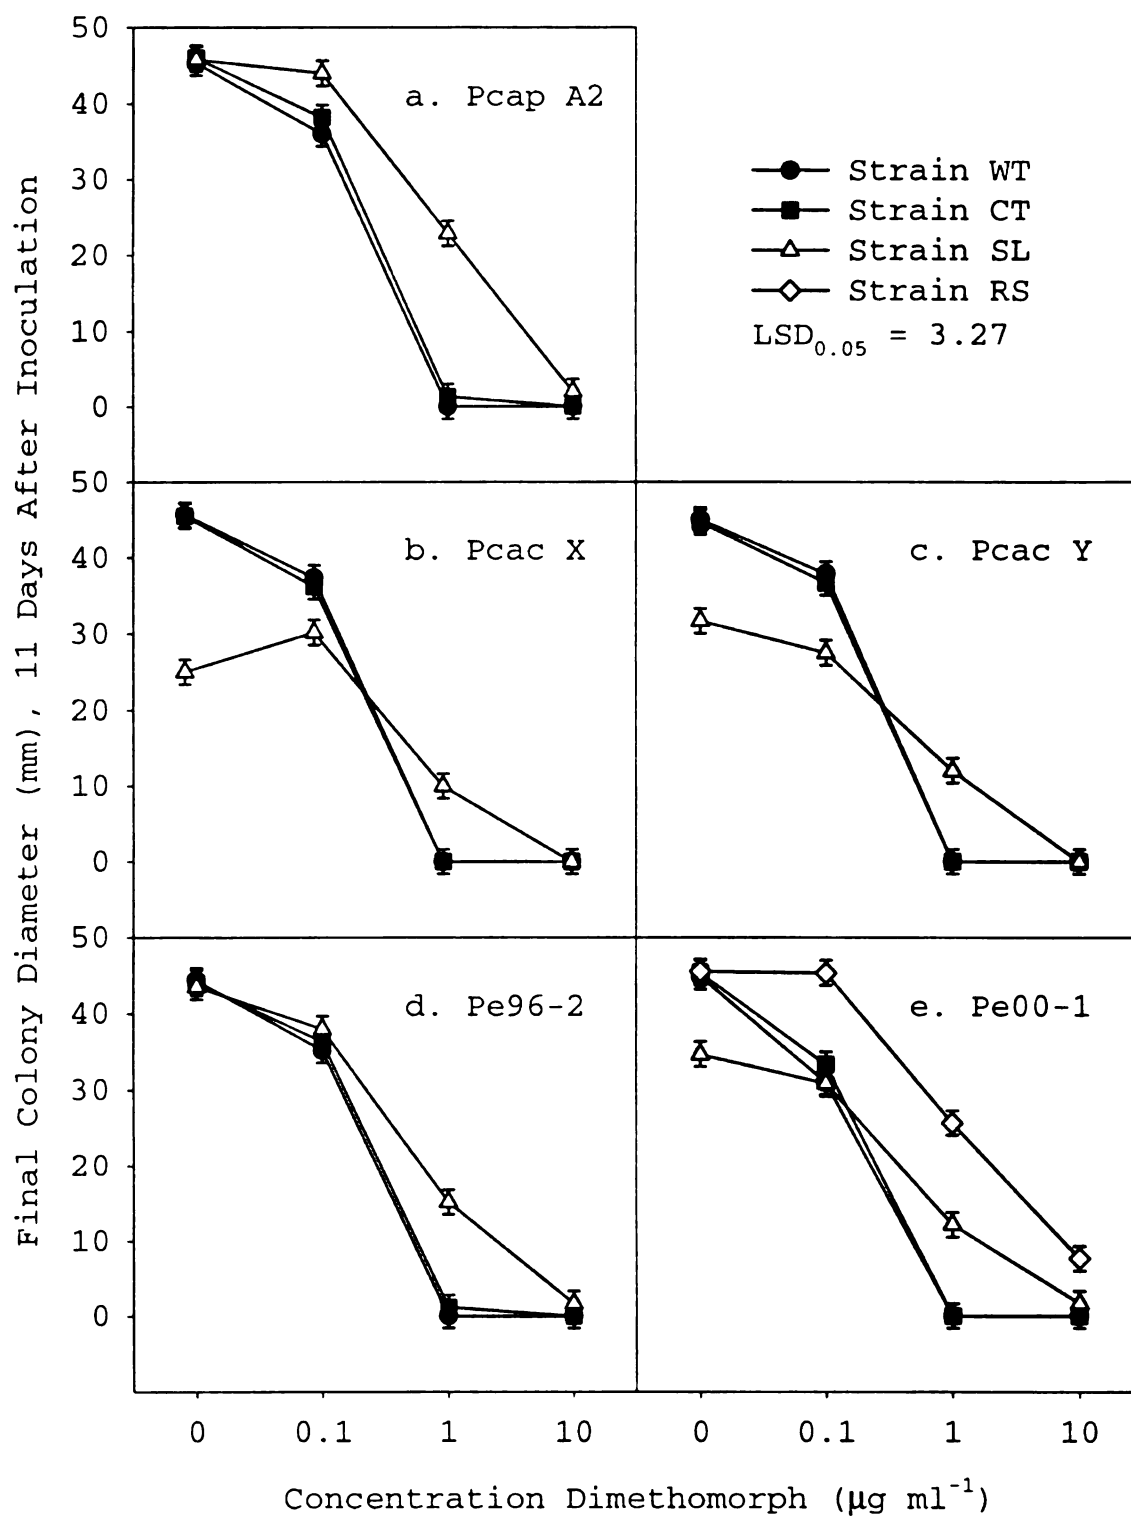 Final Colony Diameter (mm), 11 Days After Inoculation
50
40
30
20
10
0
a. Pcap A2
Strain WT
Strain CT
Strain SL
Strain RS
LSD0.05 = 3.27
50
40
30
20
10
0
b. Pcac X
c. Pcac Y
50
40
30
20
10
0
d. Pe96-2
e. Pe00-1
0 0.1 1 10
0 0.1 1 10
Concentration Dimethomorph (μg ml⁻¹)